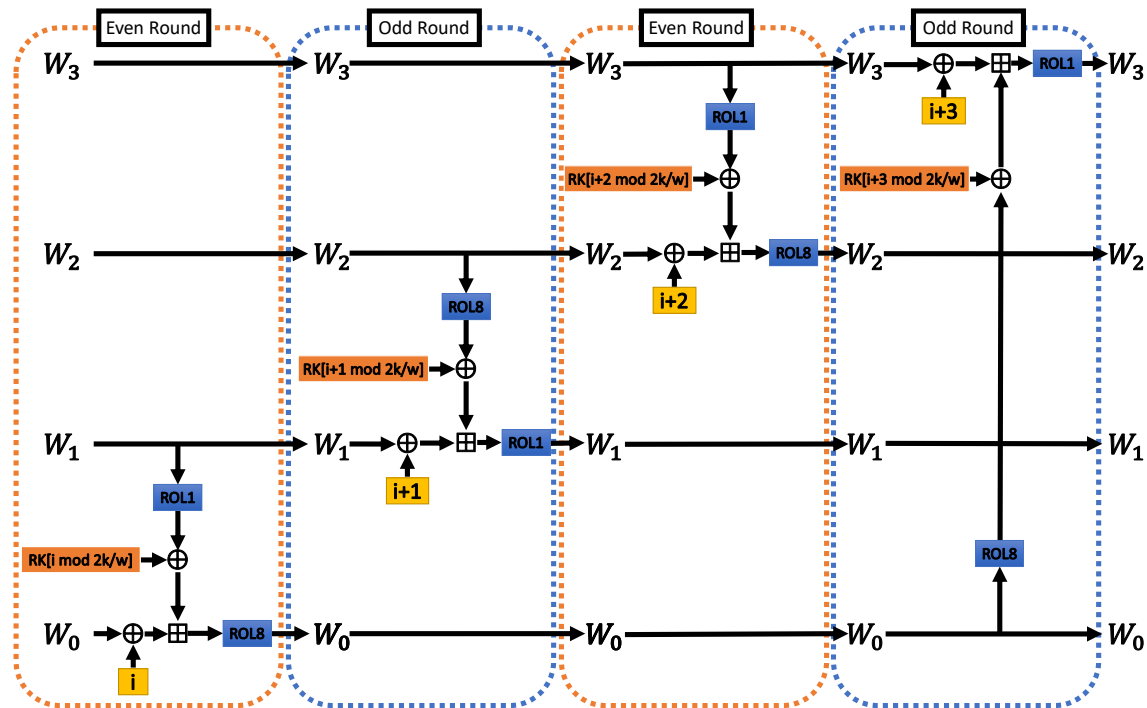 Even Round
Odd Round
Even Round
Odd Round
W₃
W₃
W₃
W₃
ROL1
W₃
i+3
ROL1
RK[i+2 mod 2k/w]
RK[i+3 mod 2k/w]
W₂
W₂
W₂
ROL8
W₂
W₂
ROL8
i+2
RK[i+1 mod 2k/w]
W₁
W₁
ROL1
W₁
W₁
W₁
ROL1
i+1
RK[i mod 2k/w]
ROL8
W₀
ROL8
W₀
W₀
W₀
W₀
i